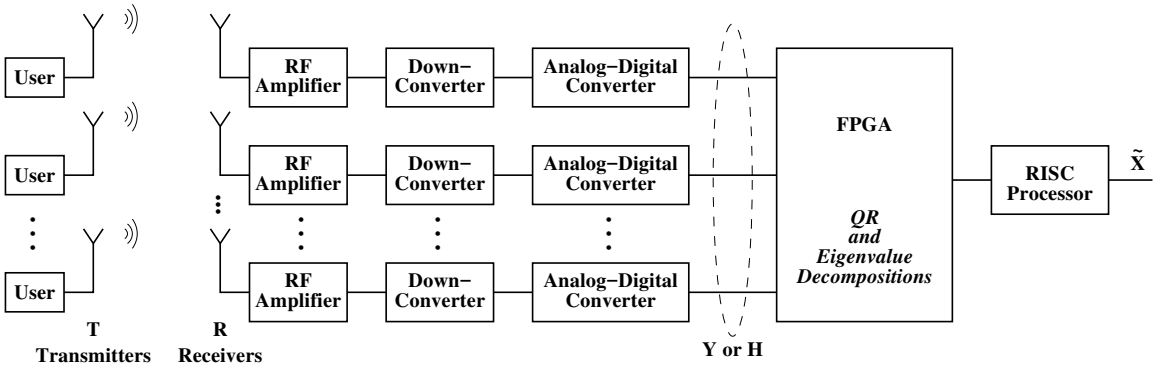 User
RF
Amplifier
Down–
Converter
Analog–Digital
Converter
User
RF
Amplifier
Down–
Converter
Analog–Digital
Converter
User
RF
Amplifier
Down–
Converter
Analog–Digital
Converter
T
Transmitters
R
Receivers
Y or H
FPGA
QR
and
Eigenvalue
Decompositions
RISC
Processor
X̃